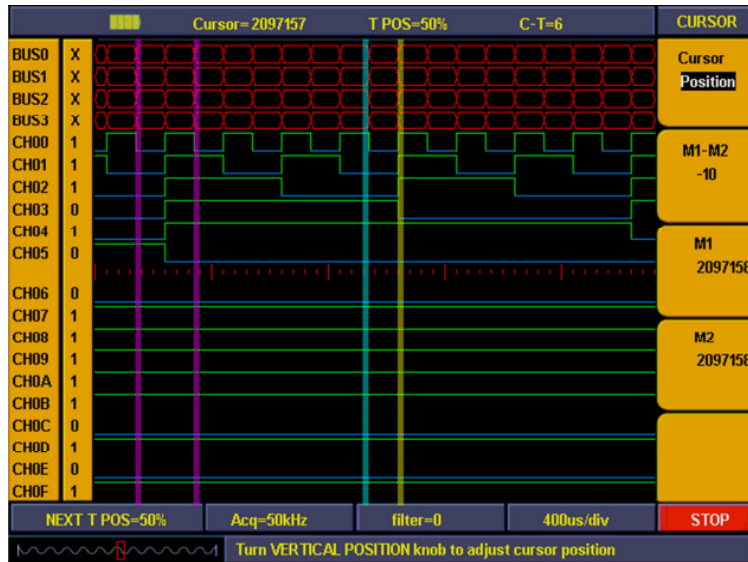 Cursor=2097157 T POS=50% C-T=6 CURSOR
BUS0 X
BUS1 X
BUS2 X
BUS3 X
CH00 1
CH01 1
CH02 1
CH03 0
CH04 1
CH05 0
CH06 0
CH07 1
CH08 1
CH09 1
CH0A 1
CH0B 1
CH0C 0
CH0D 1
CH0E 0
CH0F 1
Cursor
Position
M1-M2
-10
M1
2097158
M2
2097158
NEXT T POS=50% Acq=50kHz filter=0 400us/div STOP
Turn VERTICAL POSITION knob to adjust cursor position